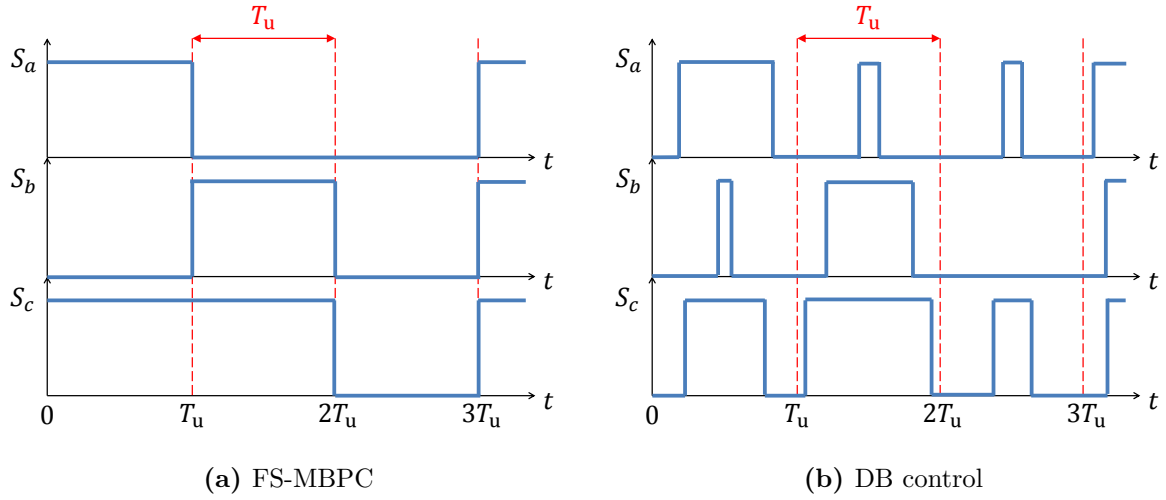 T_u
S_a
t
S_b
t
S_c
t
0 T_u 2T_u 3T_u
(a) FS-MBPC
T_u
S_a
t
S_b
t
S_c
t
0 T_u 2T_u 3T_u
(b) DB control